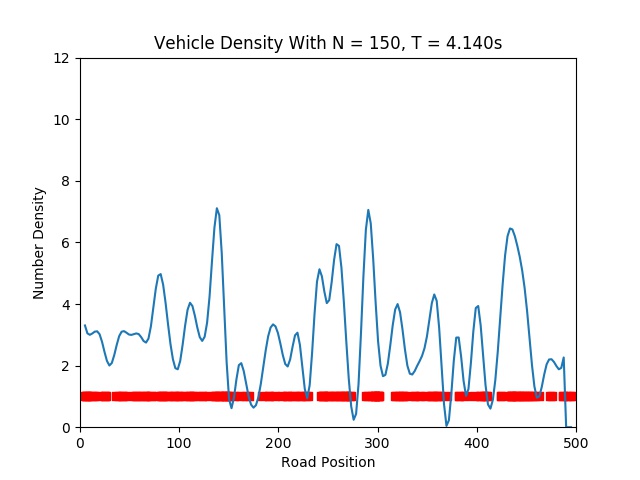 Vehicle Density With N = 150, T = 4.140s
12
10
8
6
4
2
0
Number Density
0 100 200 300 400 500
Road Position